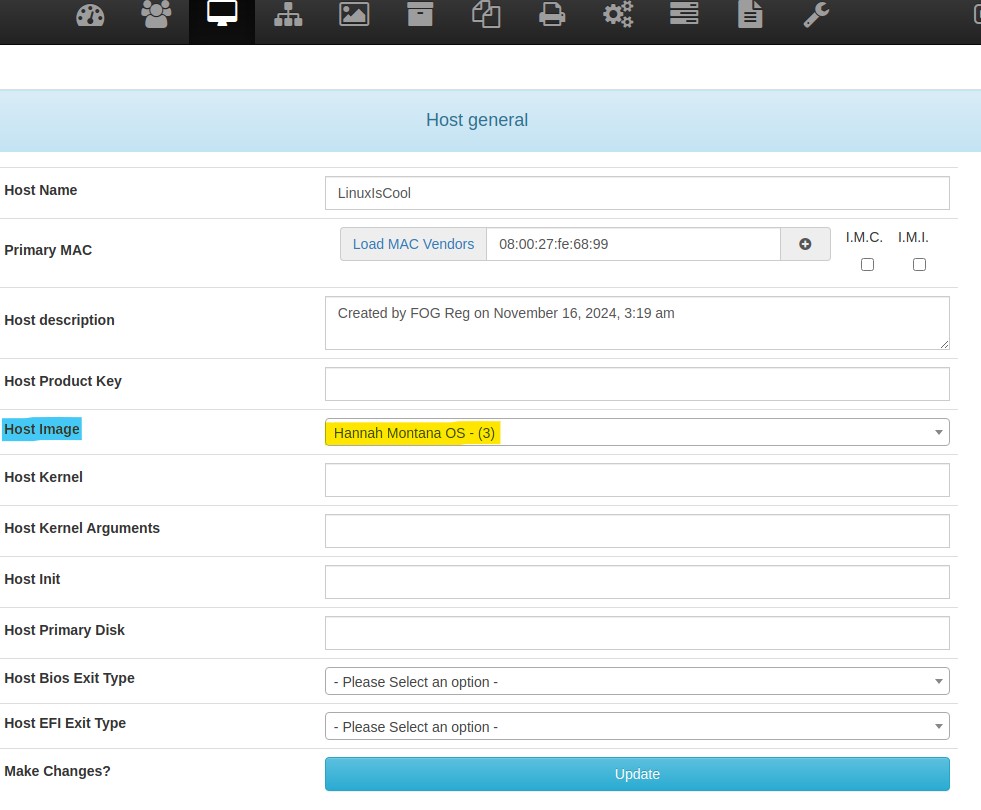 Host general
Host Name
LinuxIsCool
Primary MAC
Load MAC Vendors
08:00:27:fe:68:99
I.M.C.
I.M.I.
Host description
Created by FOG Reg on November 16, 2024, 3:19 am
Host Product Key
Host Image
Hannah Montana OS - (3)
Host Kernel
Host Kernel Arguments
Host Init
Host Primary Disk
Host Bios Exit Type
- Please Select an option -
Host EFI Exit Type
- Please Select an option -
Make Changes?
Update